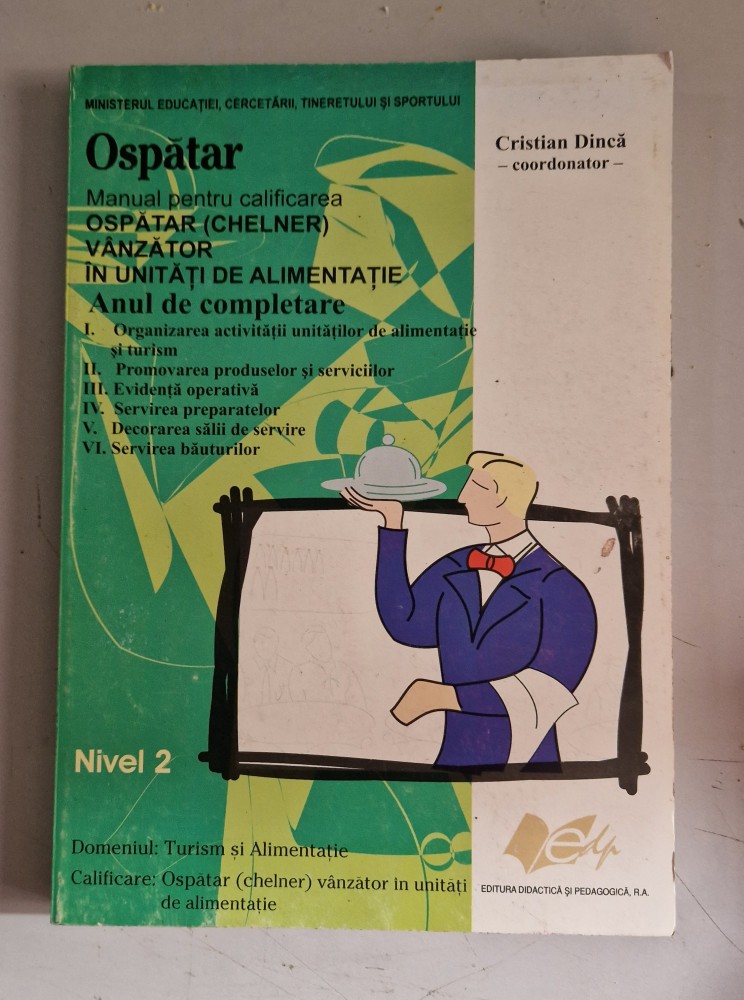 MINISTERUL EDUCAȚIEI, CERCETĂRII, TINERETULUI ȘI SPORTULUI
Ospătar
Cristian Dincă
– coordonator –
Manual pentru calificarea
OSPĂTAR (CHELNER)
VÂNZĂTOR
ÎN UNITĂȚI DE ALIMENTAȚIE
Anul de completare
I. Organizarea activității unităților de alimentație
și turism
II. Promovarea produselor și serviciilor
III. Evidență operativă
IV. Servirea preparatelor
V. Decorarea sălii de servire
VI. Servirea băuturilor
Nivel 2
Domeniul: Turism și Alimentație
Calificare: Ospătar (chelner) vânzător în unități
de alimentație
edp
EDITURA DIDACTICĂ ȘI PEDAGOGICĂ, R.A.